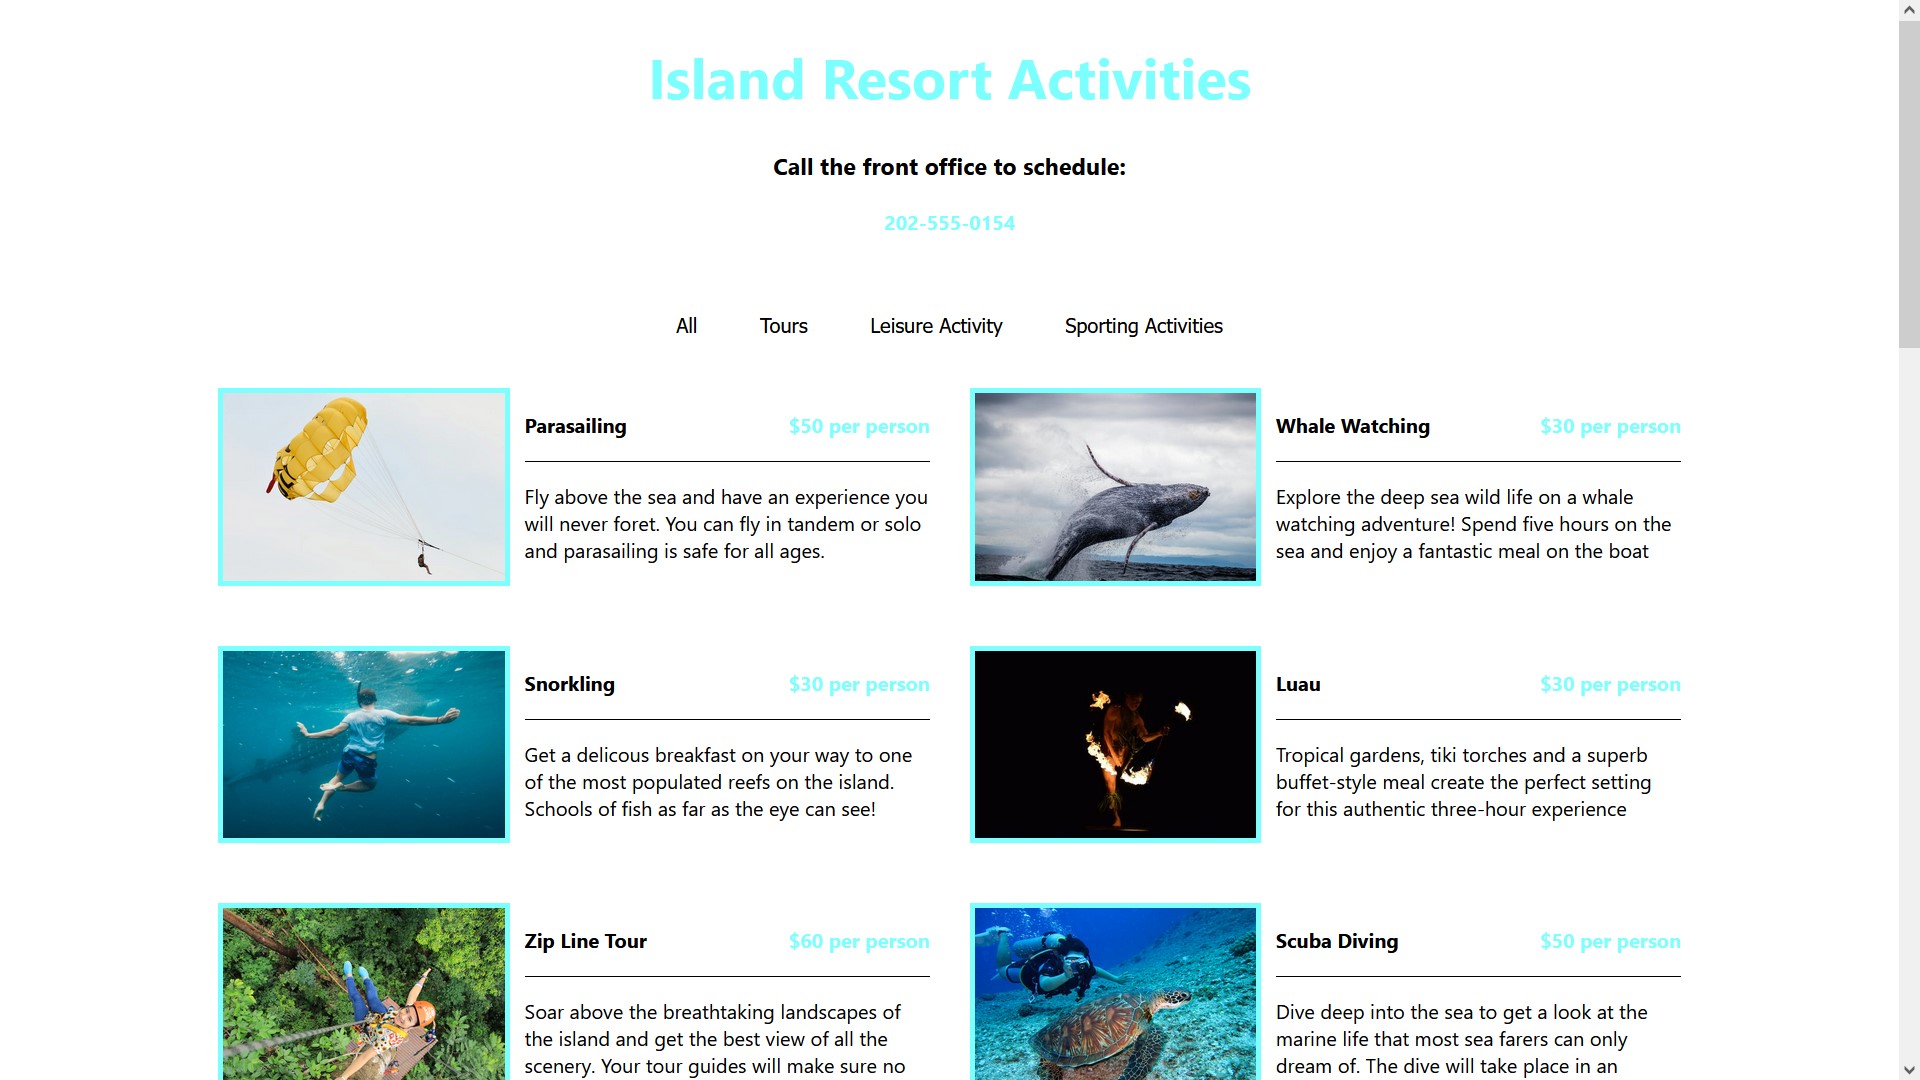 Island Resort Activities
Call the front office to schedule:
202-555-0154
All
Tours
Leisure Activity
Sporting Activities
Parasailing
$50 per person
Fly above the sea and have an experience you
will never foret. You can fly in tandem or solo
and parasailing is safe for all ages.
Whale Watching
$30 per person
Explore the deep sea wild life on a whale
watching adventure! Spend five hours on the
sea and enjoy a fantastic meal on the boat
Snorkling
$30 per person
Get a delicous breakfast on your way to one
of the most populated reefs on the island.
Schools of fish as far as the eye can see!
Luau
$30 per person
Tropical gardens, tiki torches and a superb
buffet-style meal create the perfect setting
for this authentic three-hour experience
Zip Line Tour
$60 per person
Soar above the breathtaking landscapes of
the island and get the best view of all the
scenery. Your tour guides will make sure no
Scuba Diving
$50 per person
Dive deep into the sea to get a look at the
marine life that most sea farers can only
dream of. The dive will take place in an